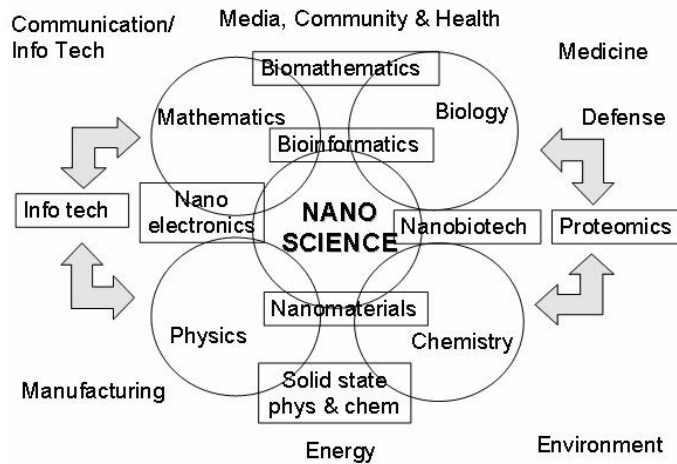 Communication/
Info Tech
Media, Community & Health
Medicine
Biomathematics
Mathematics
Biology
Defense
Bioinformatics
Info tech
Nano
electronics
NANO
SCIENCE
Nanobiotech
Proteomics
Nanomaterials
Physics
Chemistry
Manufacturing
Solid state
phys & chem
Energy
Environment